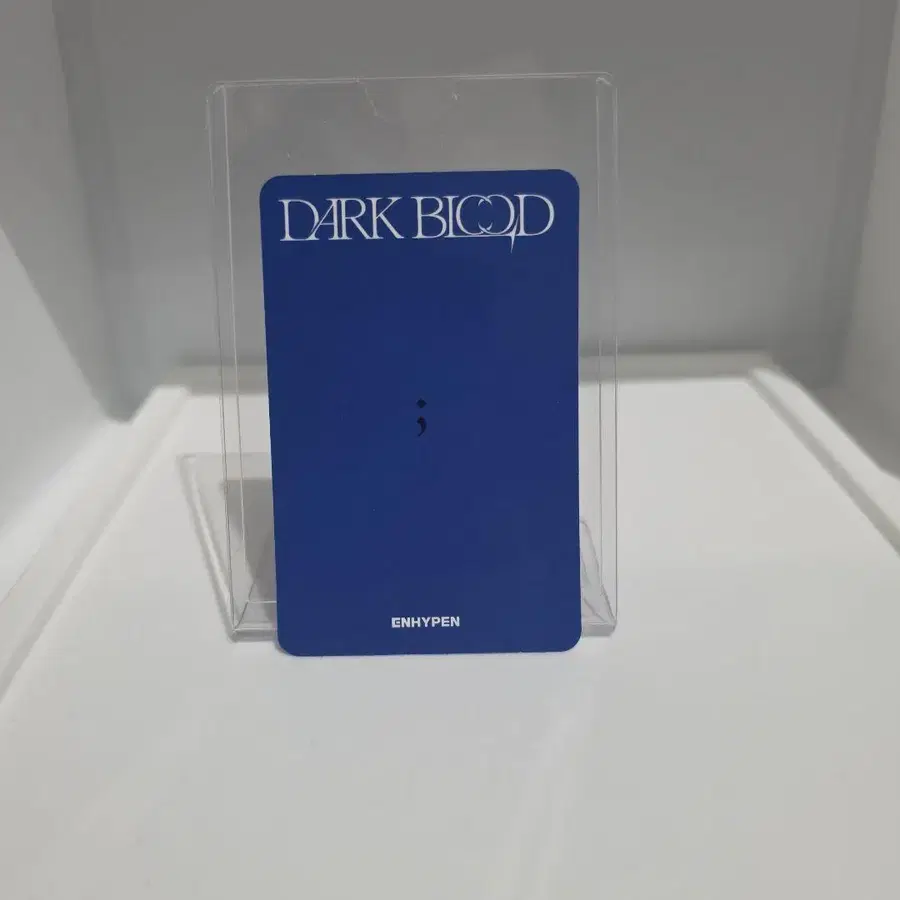 DARK BLOOD
;
ENHYPEN